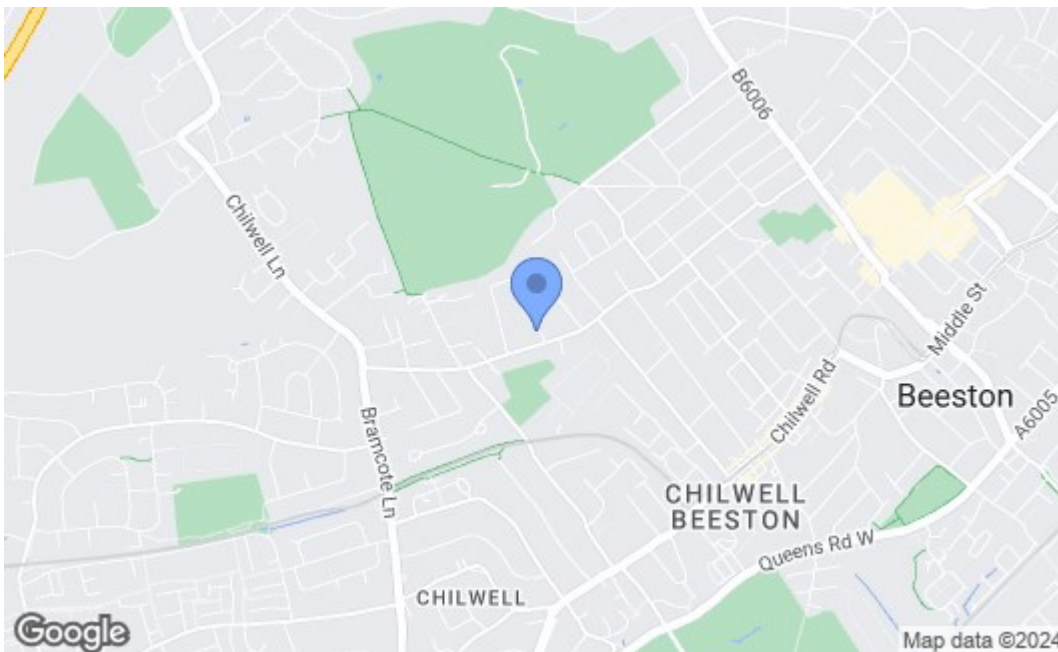 B6006
Chilwell Ln
Middle St
Chilwell Rd
Beeston
A6005
Bramcote Ln
CHILWELL
BEESTON
Queens Rd W
CHILWELL
Google
Map data ©2024